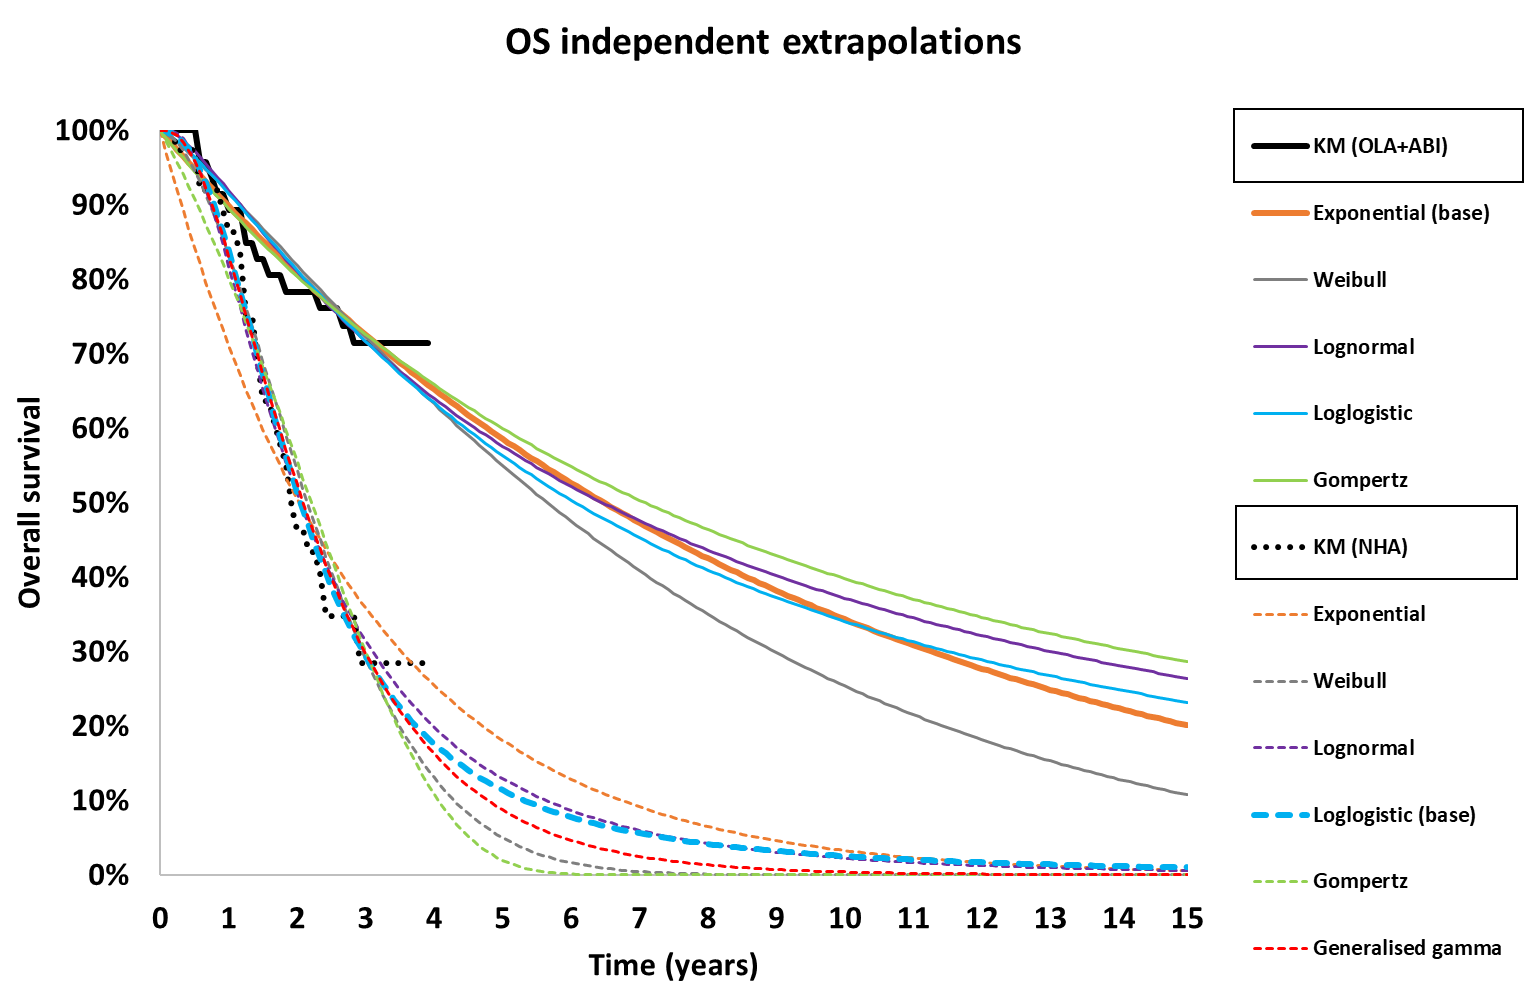 OS independent extrapolations
Overall survival
100%
90%
80%
70%
60%
50%
40%
30%
20%
10%
0%
0 1 2 3 4 5 6 7 8 9 10 11 12 13 14 15
Time (years)
KM (OLA+ABI)
Exponential (base)
Weibull
Lognormal
Loglogistic
Gompertz
KM (NHA)
Exponential
Weibull
Lognormal
Loglogistic (base)
Gompertz
Generalised gamma